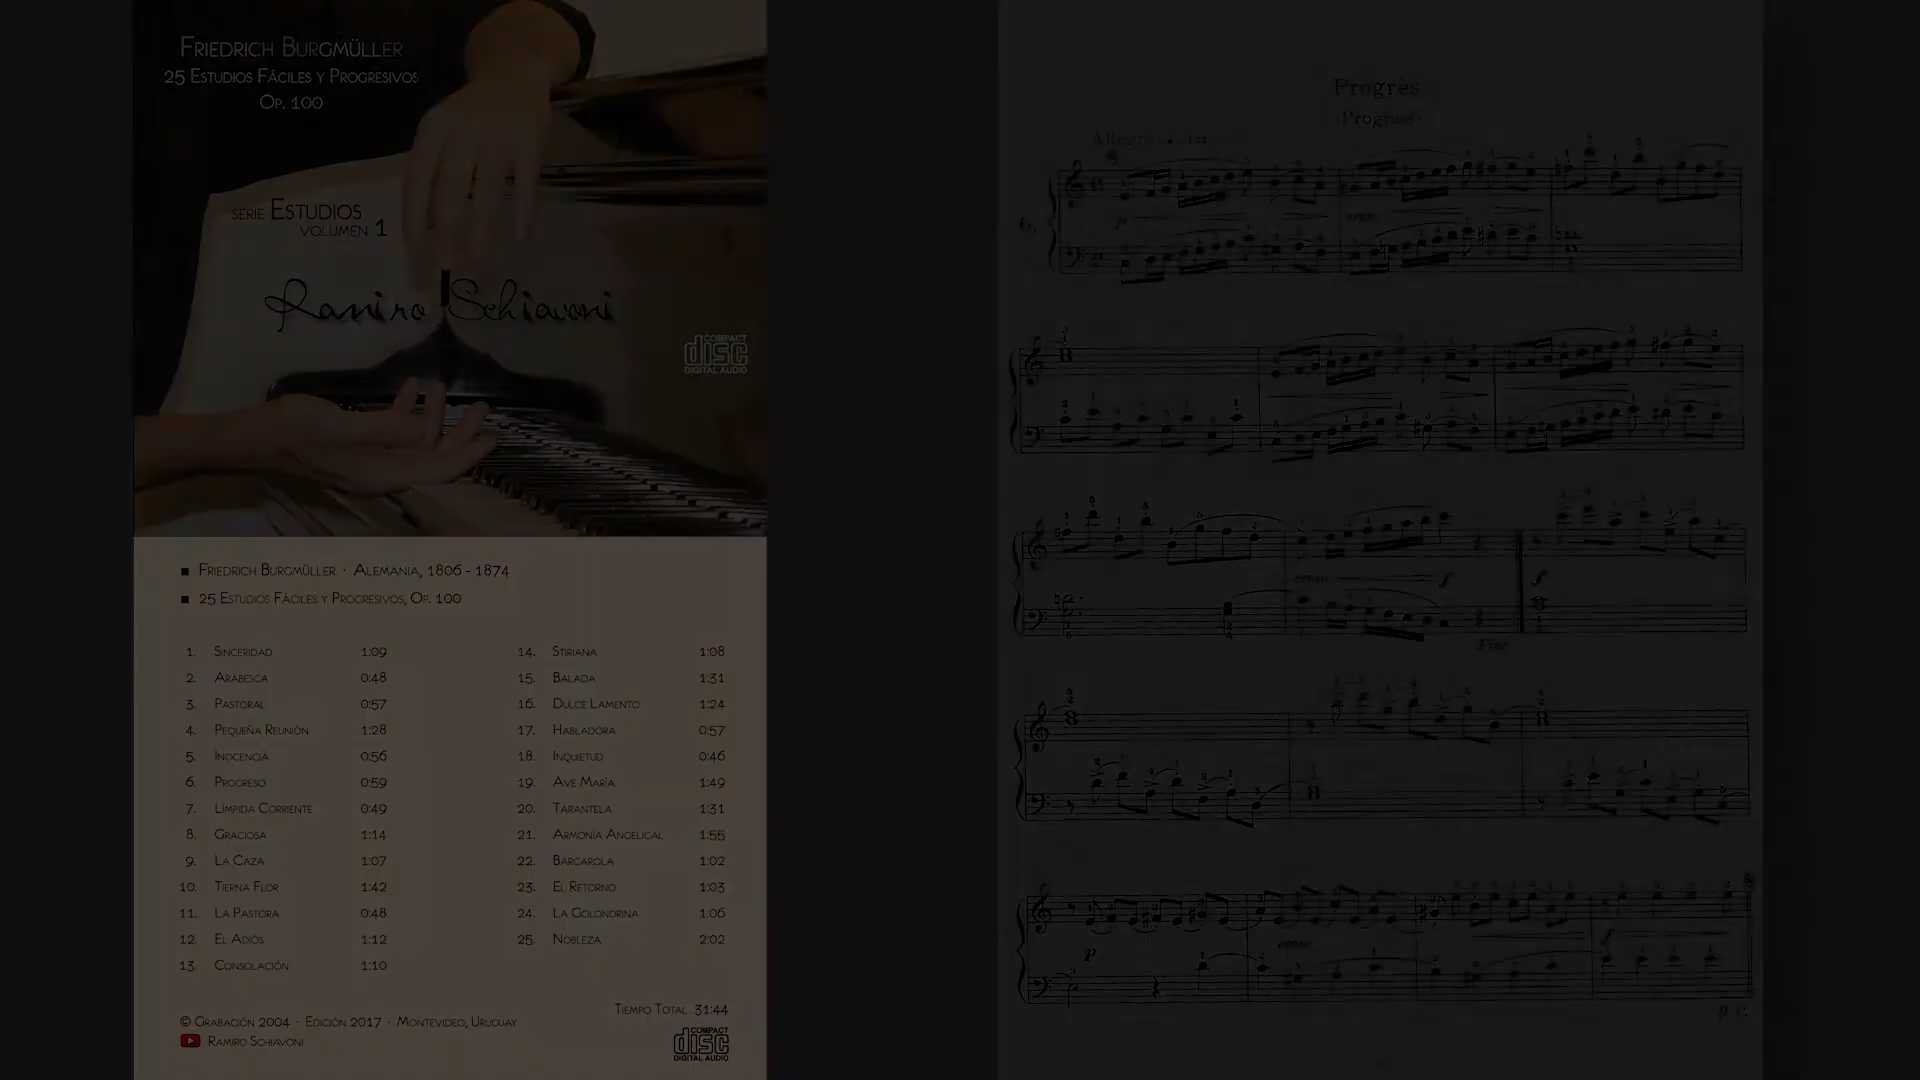 Friedrich Burgmüller
25 Estudios Fáciles y Progresivos
Op. 100
serie Estudios
volumen 1
Ramiro Schiavoni
COMPACT
disc
DIGITAL AUDIO
Friedrich Burgmüller · Alemania, 1806 - 1874
25 Estudios Fáciles y Progresivos, Op. 100
1. Sinceridad 1:09
2. Arabesca 0:48
3. Pastoral 0:57
4. Pequeña Reunión 1:28
5. Inocencia 0:56
6. Progreso 0:59
7. Límpida Corriente 0:49
8. Graciosa 1:14
9. La Caza 1:07
10. Tierna Flor 1:42
11. La Pastora 0:48
12. El Adiós 1:12
13. Consolación 1:10
14. Stiriana 1:08
15. Balada 1:31
16. Dulce Lamento 1:24
17. Habladora 0:57
18. Inquietud 0:46
19. Ave María 1:49
20. Tarantela 1:31
21. Armonía Angelical 1:55
22. Barcarola 1:02
23. El Retorno 1:03
24. La Golondrina 1:06
25. Nobleza 2:02
Tiempo Total 31:44
© Grabación 2004 · Edición 2017 · Montevideo, Uruguay
Ramiro Schiavoni
COMPACT
disc
DIGITAL AUDIO
Progrès
Allegro
6.
p
cresc
cresc
f
f
Fine
p
cresc
f
D. C.